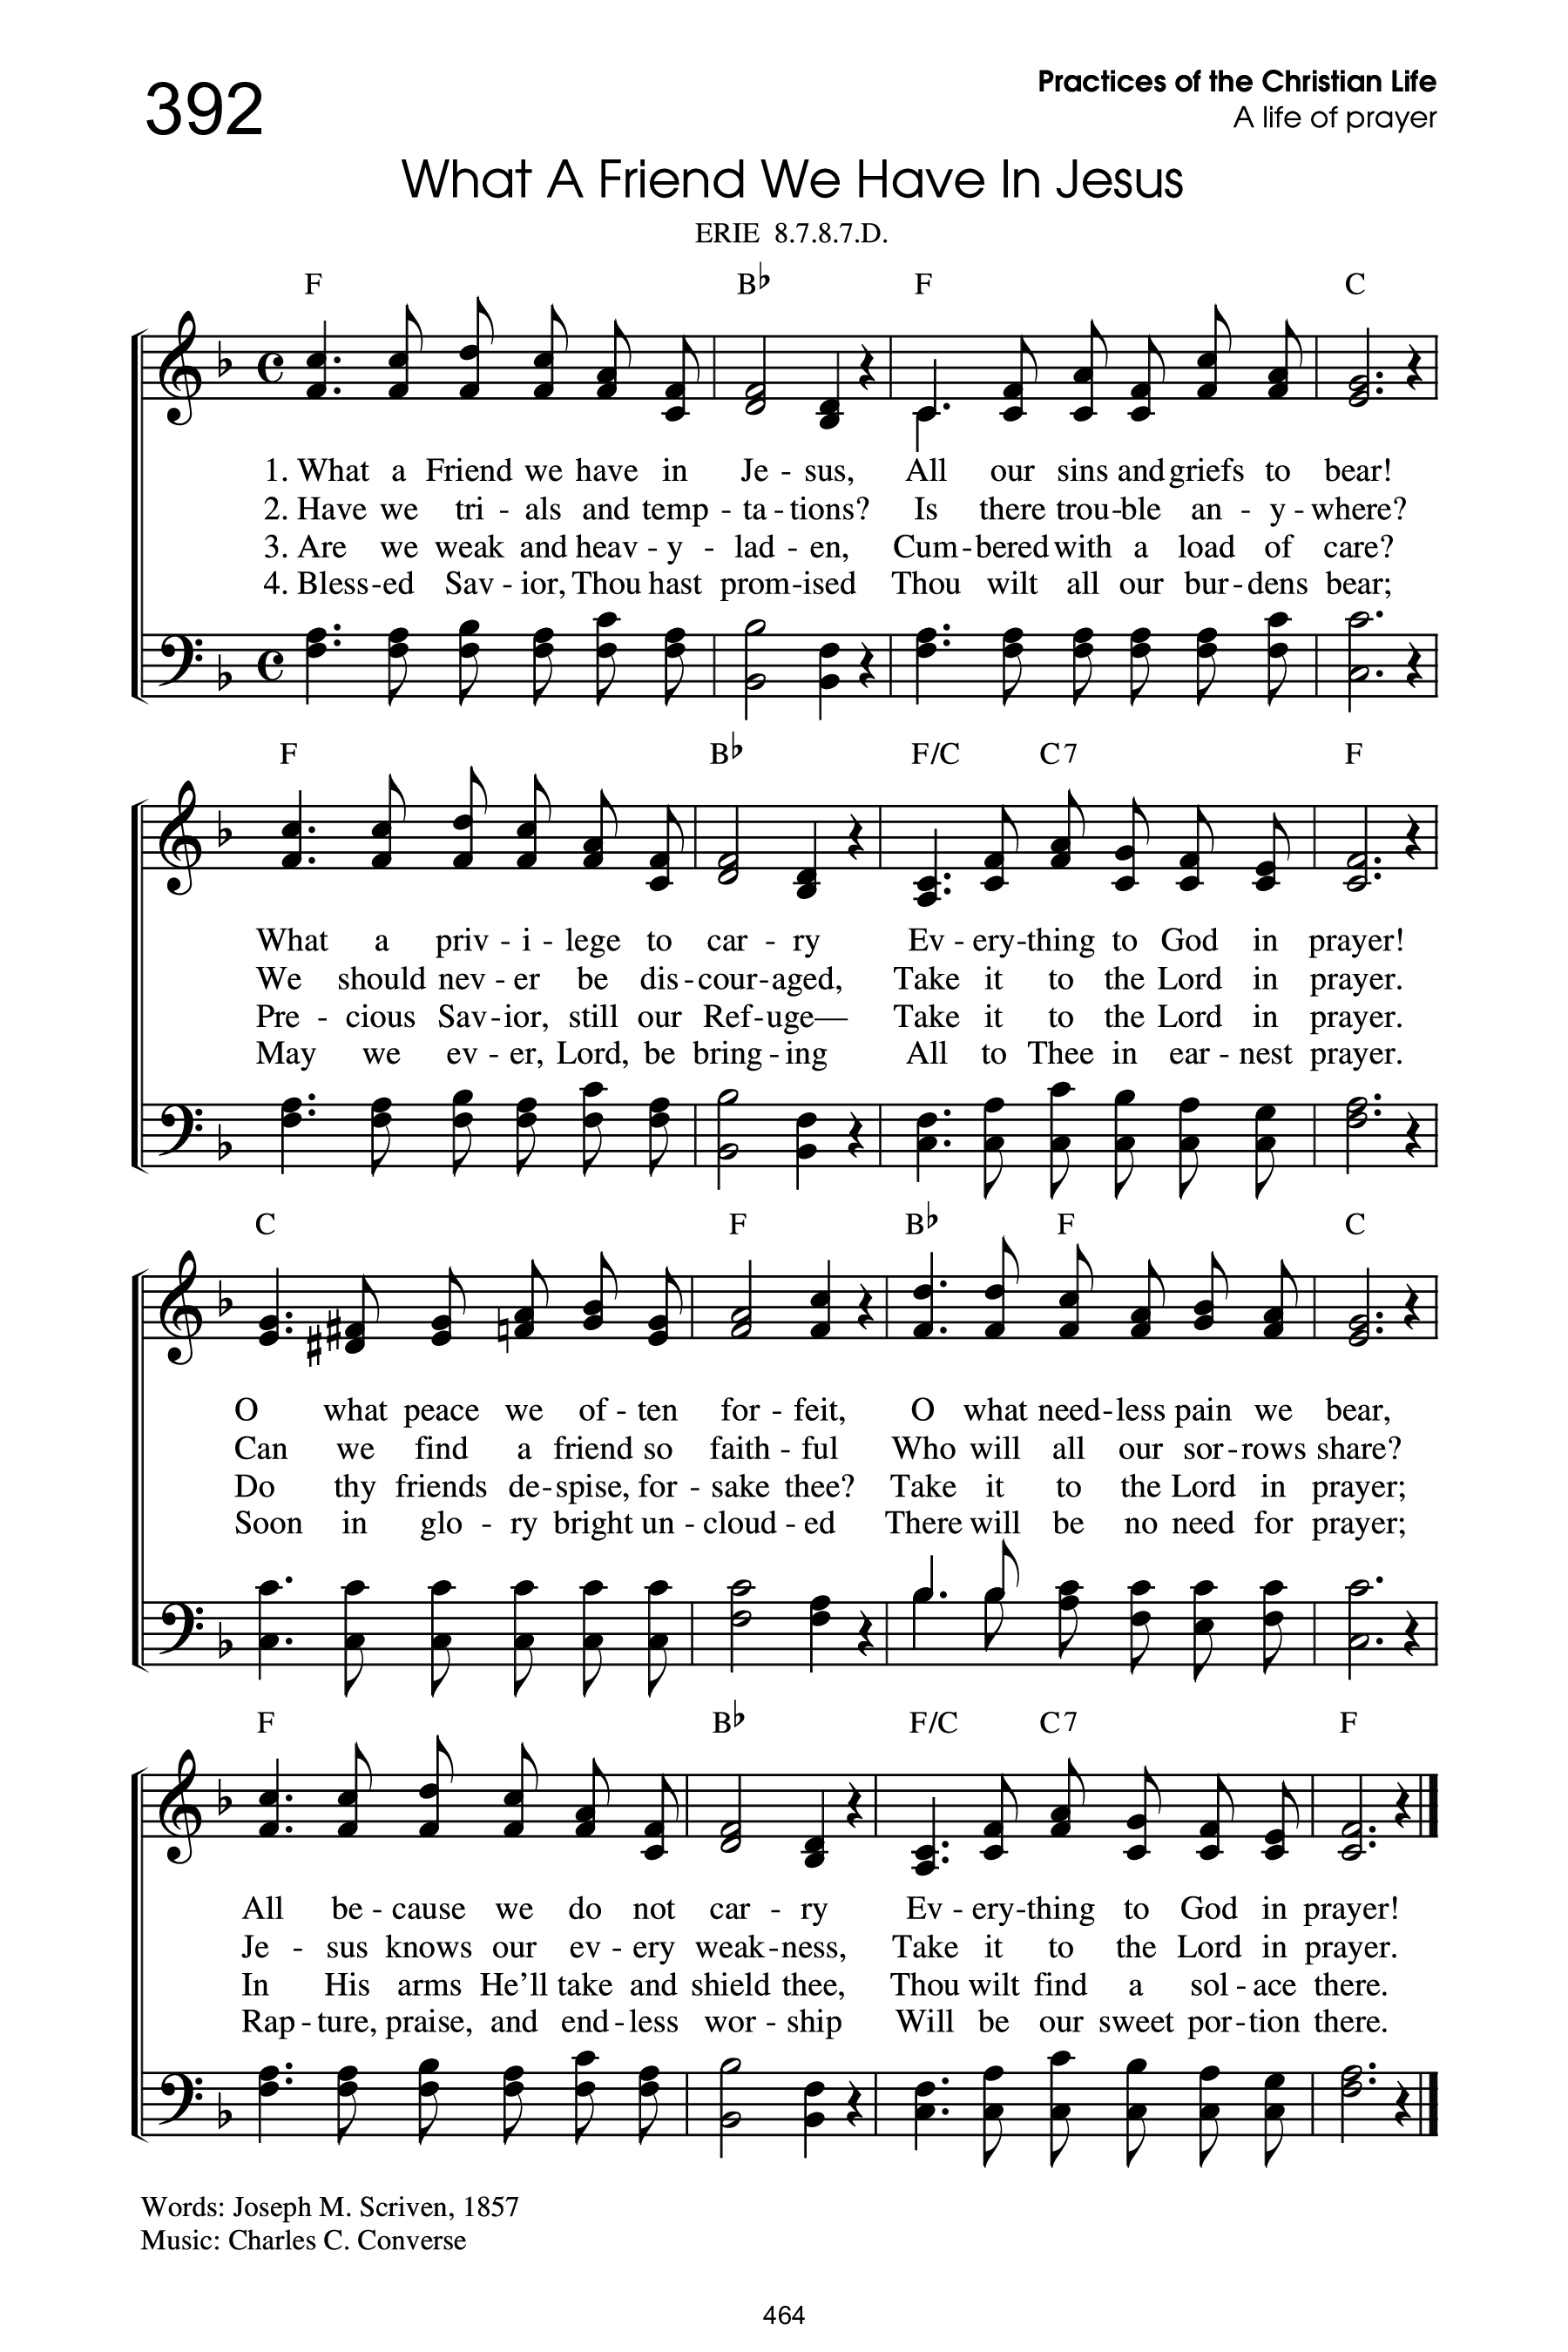 392
Practices of the Christian Life
A life of prayer
What A Friend We Have In Jesus
ERIE 8.7.8.7.D.
F B♭ F C
1. What a Friend we have in Je - sus, All our sins and griefs to bear!
2. Have we tri - als and temp - ta - tions? Is there trou - ble an - y - where?
3. Are we weak and heav - y - lad - en, Cum - bered with a load of care?
4. Bless - ed Sav - ior, Thou hast prom - ised Thou wilt all our bur - dens bear;
F B♭ F/C C7 F
What a priv - i - lege to car - ry Ev - ery - thing to God in prayer!
We should nev - er be dis - cour - aged, Take it to the Lord in prayer.
Pre - cious Sav - ior, still our Ref - uge— Take it to the Lord in prayer.
May we ev - er, Lord, be bring - ing All to Thee in ear - nest prayer.
C F B♭ F C
O what peace we of - ten for - feit, O what need - less pain we bear,
Can we find a friend so faith - ful Who will all our sor - rows share?
Do thy friends de - spise, for - sake thee? Take it to the Lord in prayer;
Soon in glo - ry bright un - cloud - ed There will be no need for prayer;
F B♭ F/C C7 F
All be - cause we do not car - ry Ev - ery - thing to God in prayer!
Je - sus knows our ev - ery weak - ness, Take it to the Lord in prayer.
In His arms He'll take and shield thee, Thou wilt find a sol - ace there.
Rap - ture, praise, and end - less wor - ship Will be our sweet por - tion there.
Words: Joseph M. Scriven, 1857
Music: Charles C. Converse
464